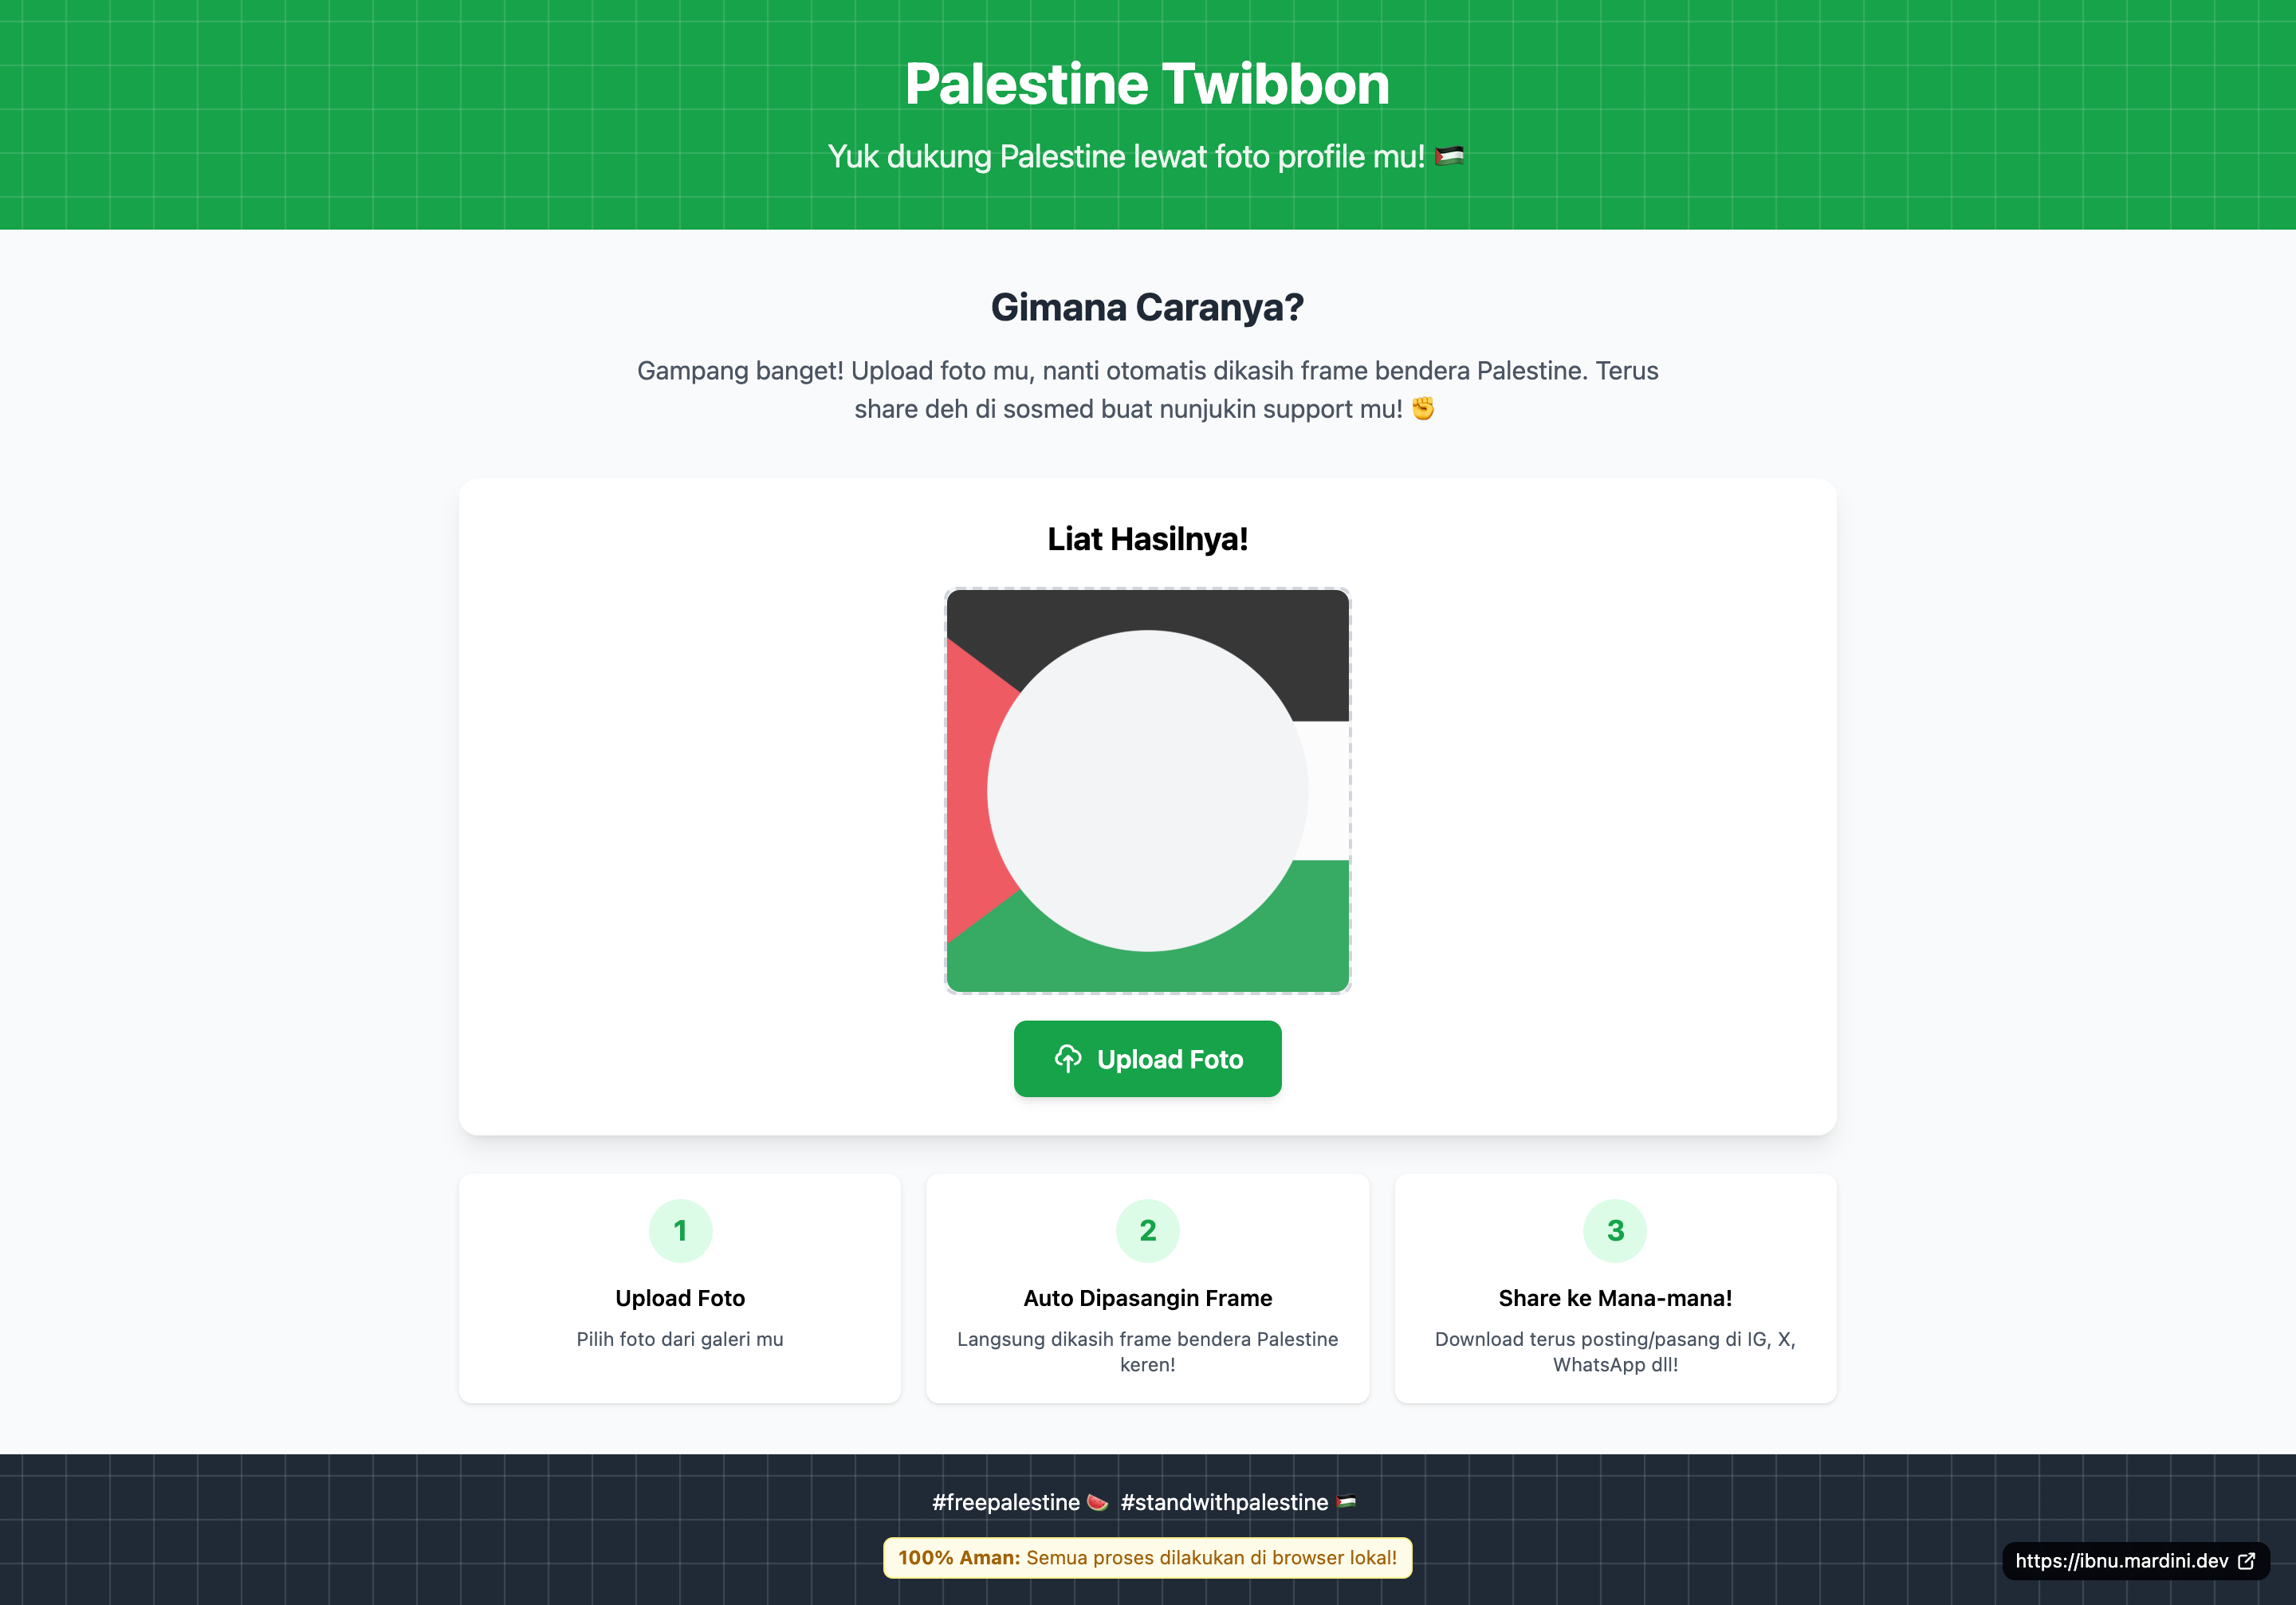 Palestine Twibbon
Yuk dukung Palestine lewat foto profile mu! 🇵🇸
Gimana Caranya?
Gampang banget! Upload foto mu, nanti otomatis dikasih frame bendera Palestine. Terus
share deh di sosmed buat nunjukin support mu! ✊
Liat Hasilnya!
Upload Foto
1
Upload Foto
Pilih foto dari galeri mu
2
Auto Dipasangin Frame
Langsung dikasih frame bendera Palestine
keren!
3
Share ke Mana-mana!
Download terus posting/pasang di IG, X,
WhatsApp dll!
#freepalestine 🍉 #standwithpalestine 🇵🇸
100% Aman: Semua proses dilakukan di browser lokal!
https://ibnu.mardini.dev